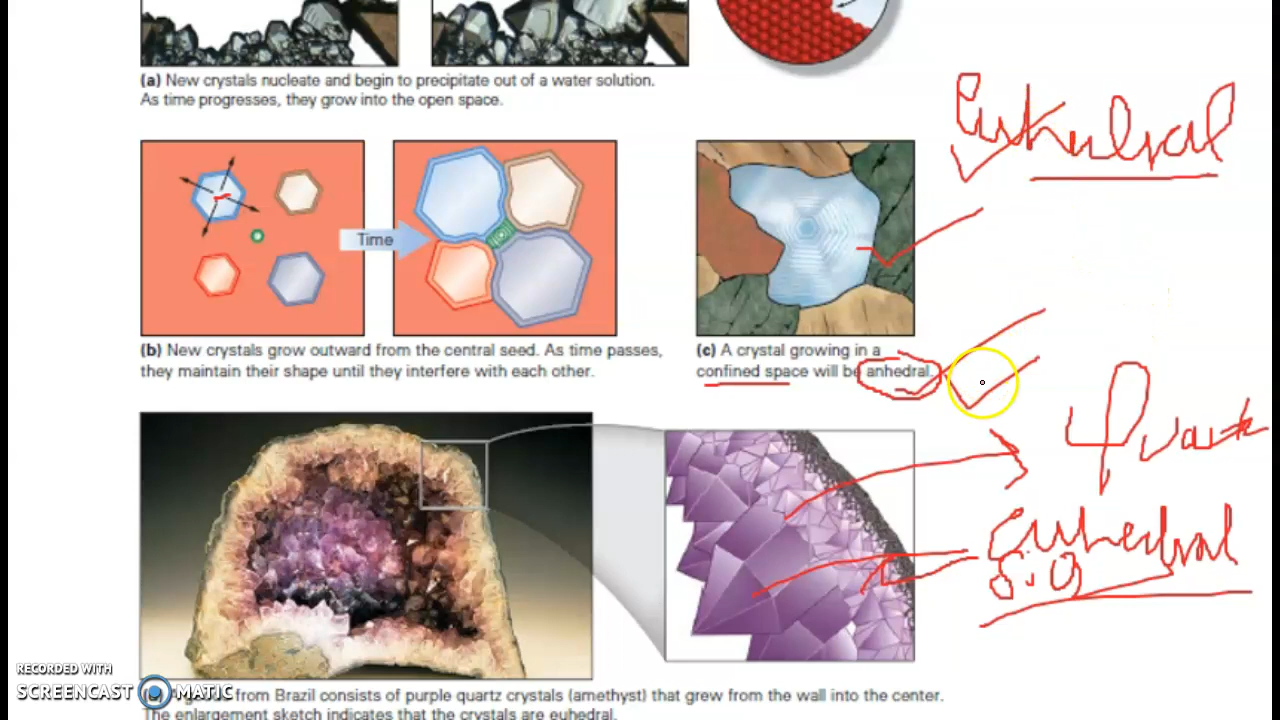 (a) New crystals nucleate and begin to precipitate out of a water solution.
As time progresses, they grow into the open space.
Euhedral
Time
(b) New crystals grow outward from the central seed. As time passes,
they maintain their shape until they interfere with each other.
(c) A crystal growing in a
confined space will be anhedral.
euhedral
RECORDED WITH
SCREENCAST MATIC
from Brazil consists of purple quartz crystals (amethyst) that grew from the wall into the center.
The enlargement sketch indicates that the crystals are euhedral.